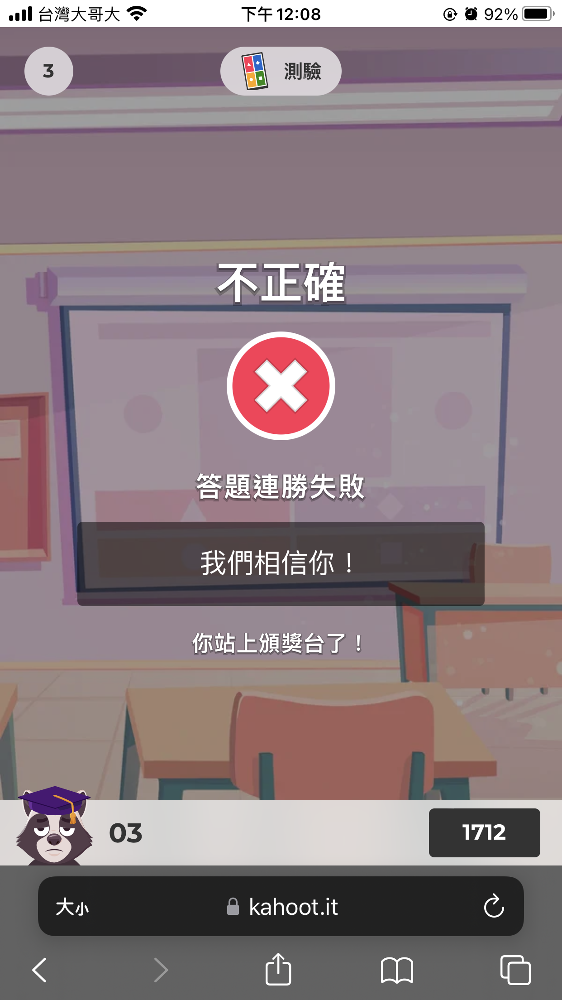 台灣大哥大 下午 12:08 92%
3 測驗
不正確
答題連勝失敗
我們相信你！
你站上頒獎台了！
03 1712
大小 kahoot.it